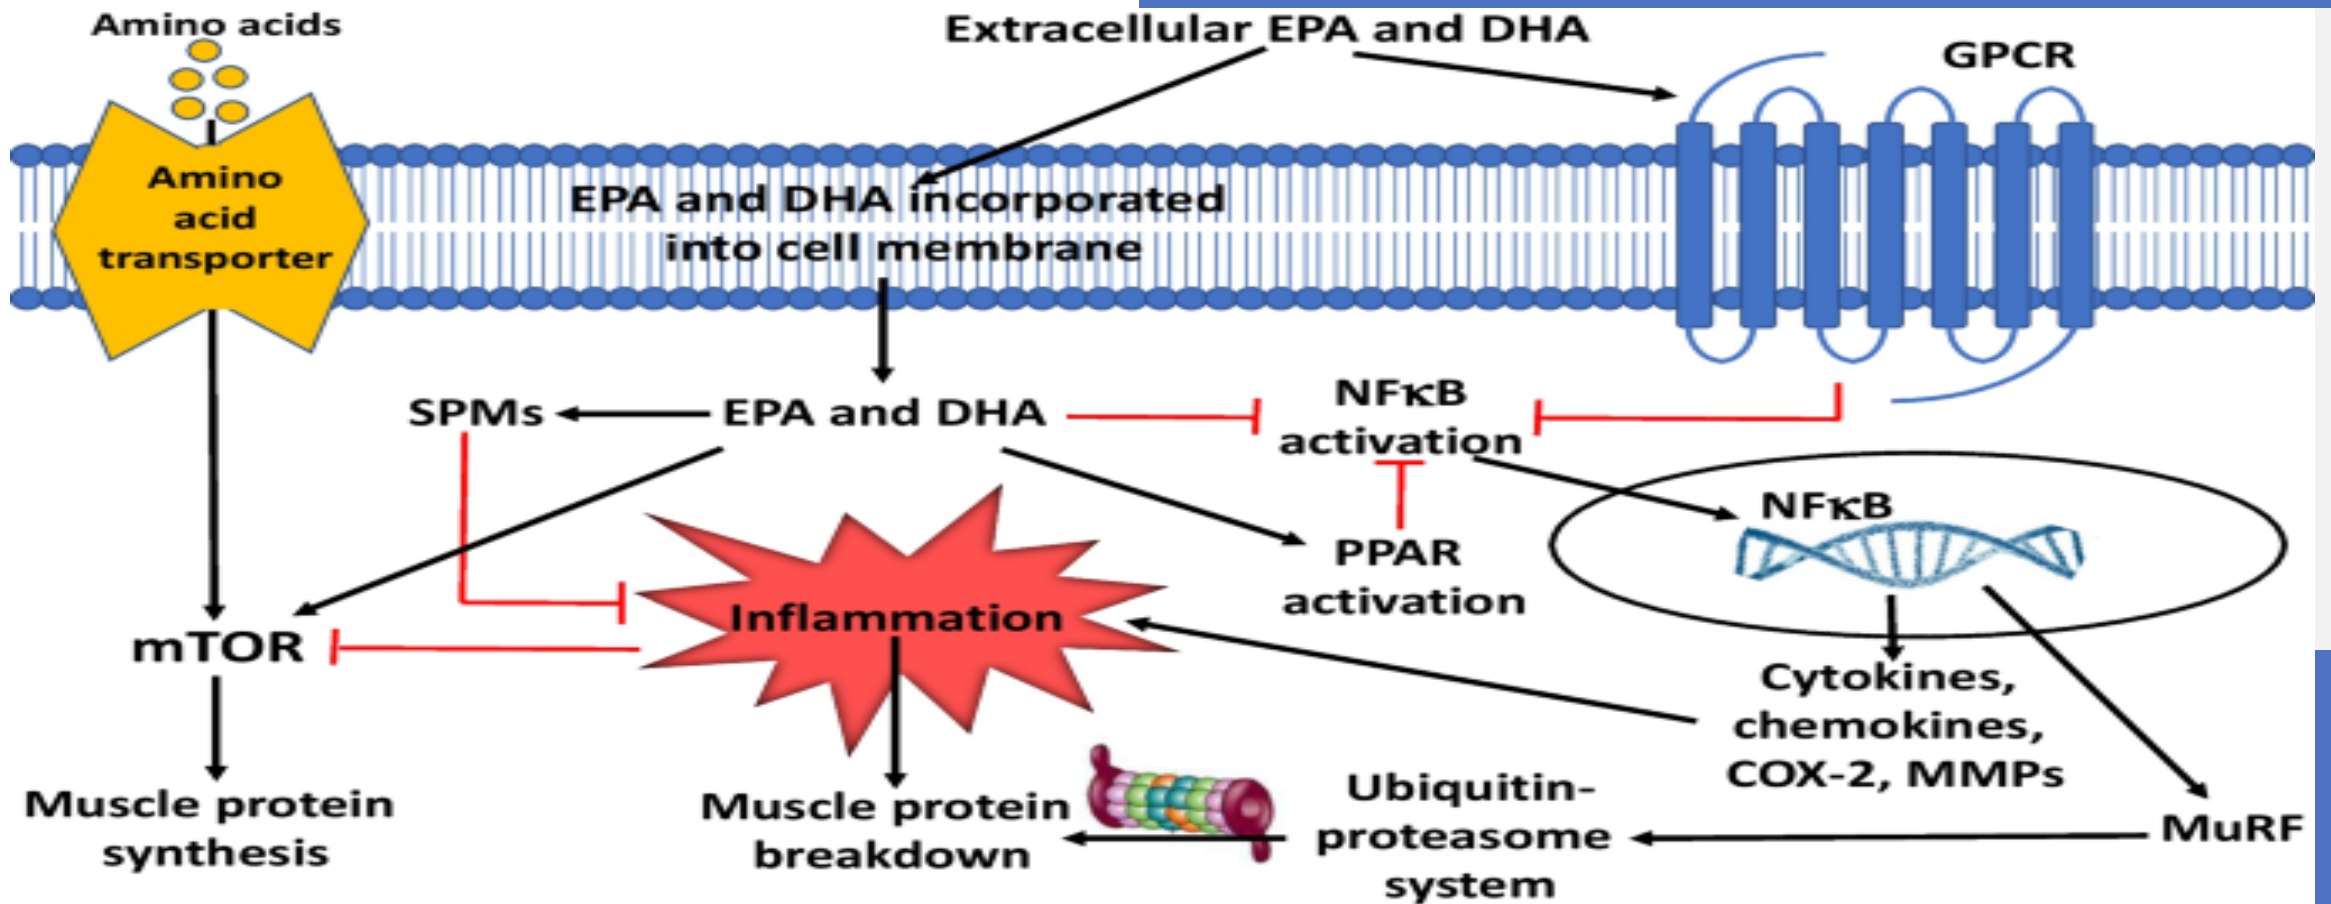 Amino acids
Extracellular EPA and DHA
GPCR
Amino
acid
transporter
EPA and DHA incorporated
into cell membrane
SPMs
EPA and DHA
NFκB
activation
NFκB
PPAR
activation
Inflammation
mTOR
Cytokines,
chemokines,
COX-2, MMPs
Muscle protein
synthesis
Muscle protein
breakdown
Ubiquitin-
proteasome
system
MuRF